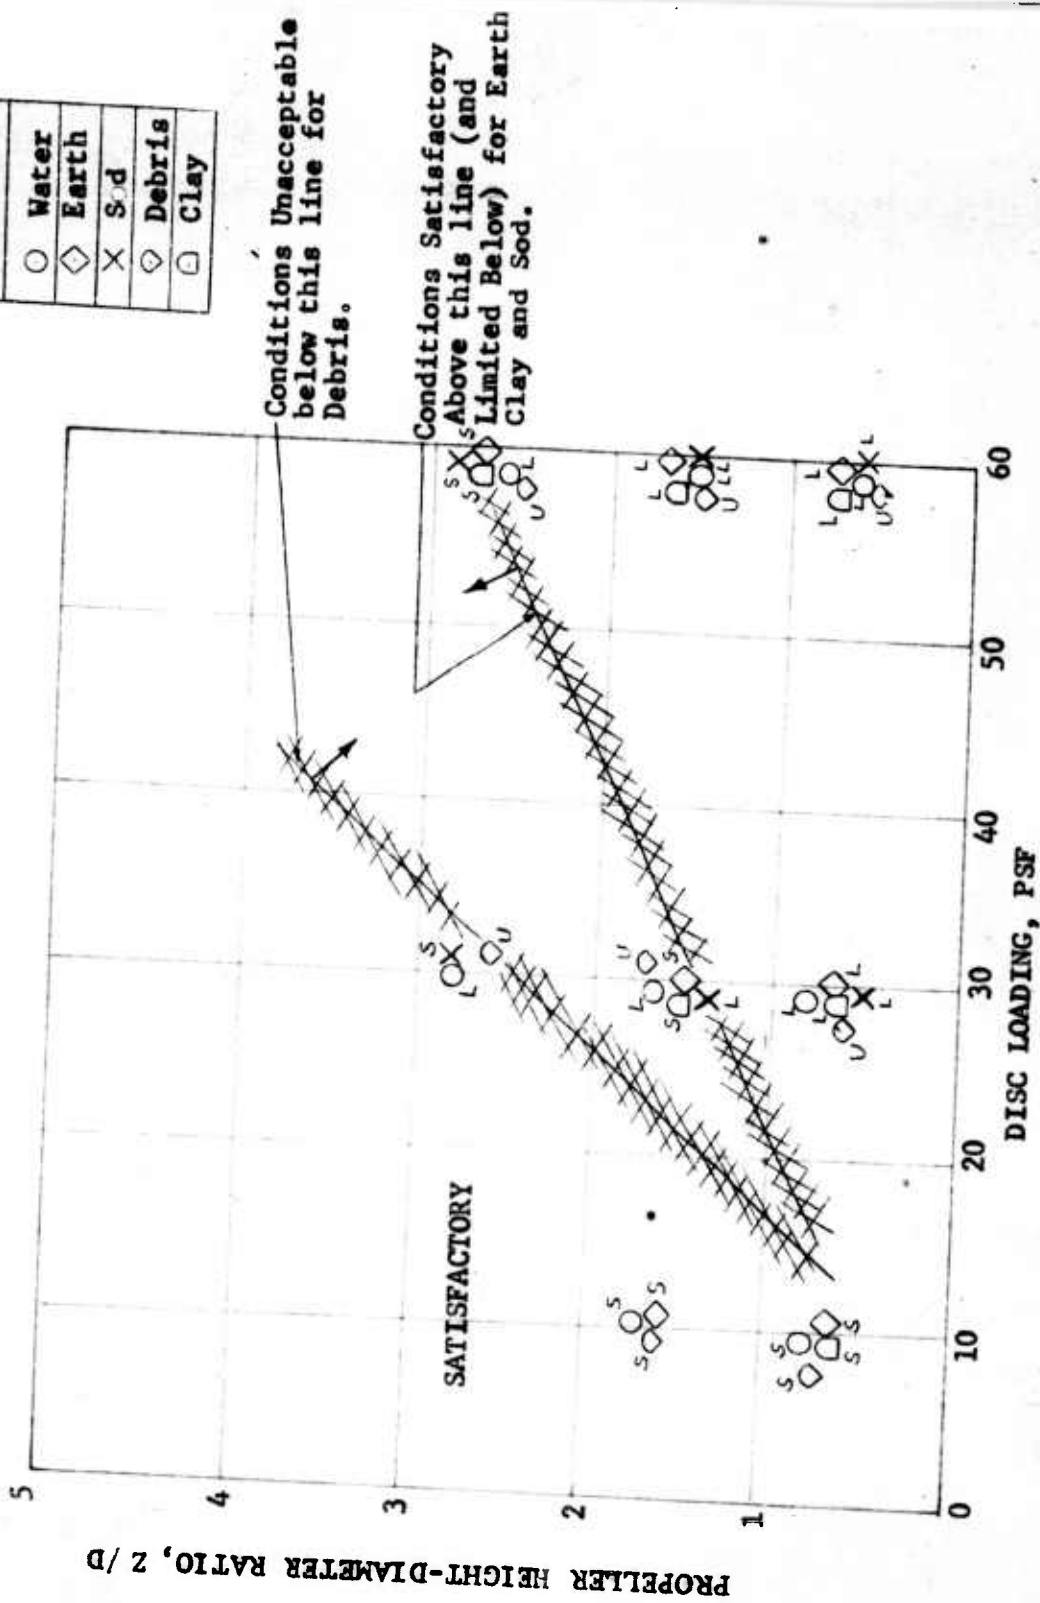 Water
Earth
Sod
Debris
Clay
Conditions Unacceptable
below this line for
Debris.
Conditions Satisfactory
Above this line (and
Limited Below) for Earth
Clay and Sod.
SATISFACTORY
S
S
S
S
S
S
S
L
S
U
U
L
S
S
L
L
L
L
U
S
S
S
L
U
L
L
L
L
U
L
L
L
L
U
5
4
3
2
1
0
10
20
30
40
50
60
PROPELLER HEIGHT-DIAMETER RATIO, Z/D
DISC LOADING, PSF